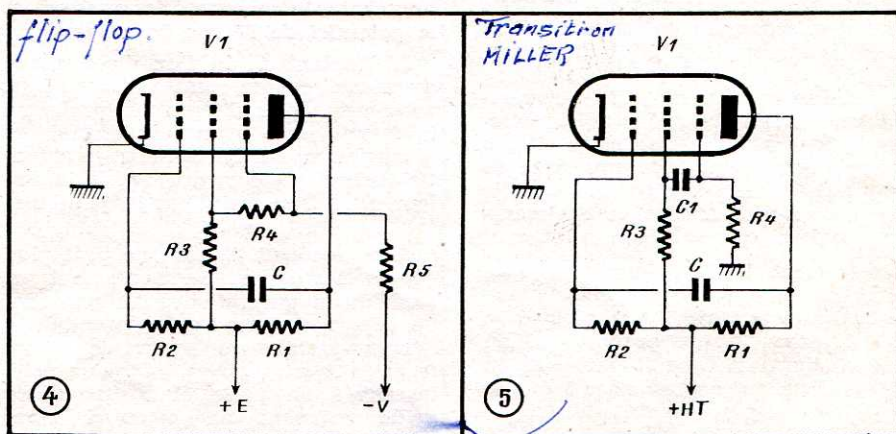 flip-flop.
V1
R4
R3
C
R5
R2
R1
4
+E
-V
Transitron
MILLER
V1
C1
R3
R4
C
R2
R1
5
+HT